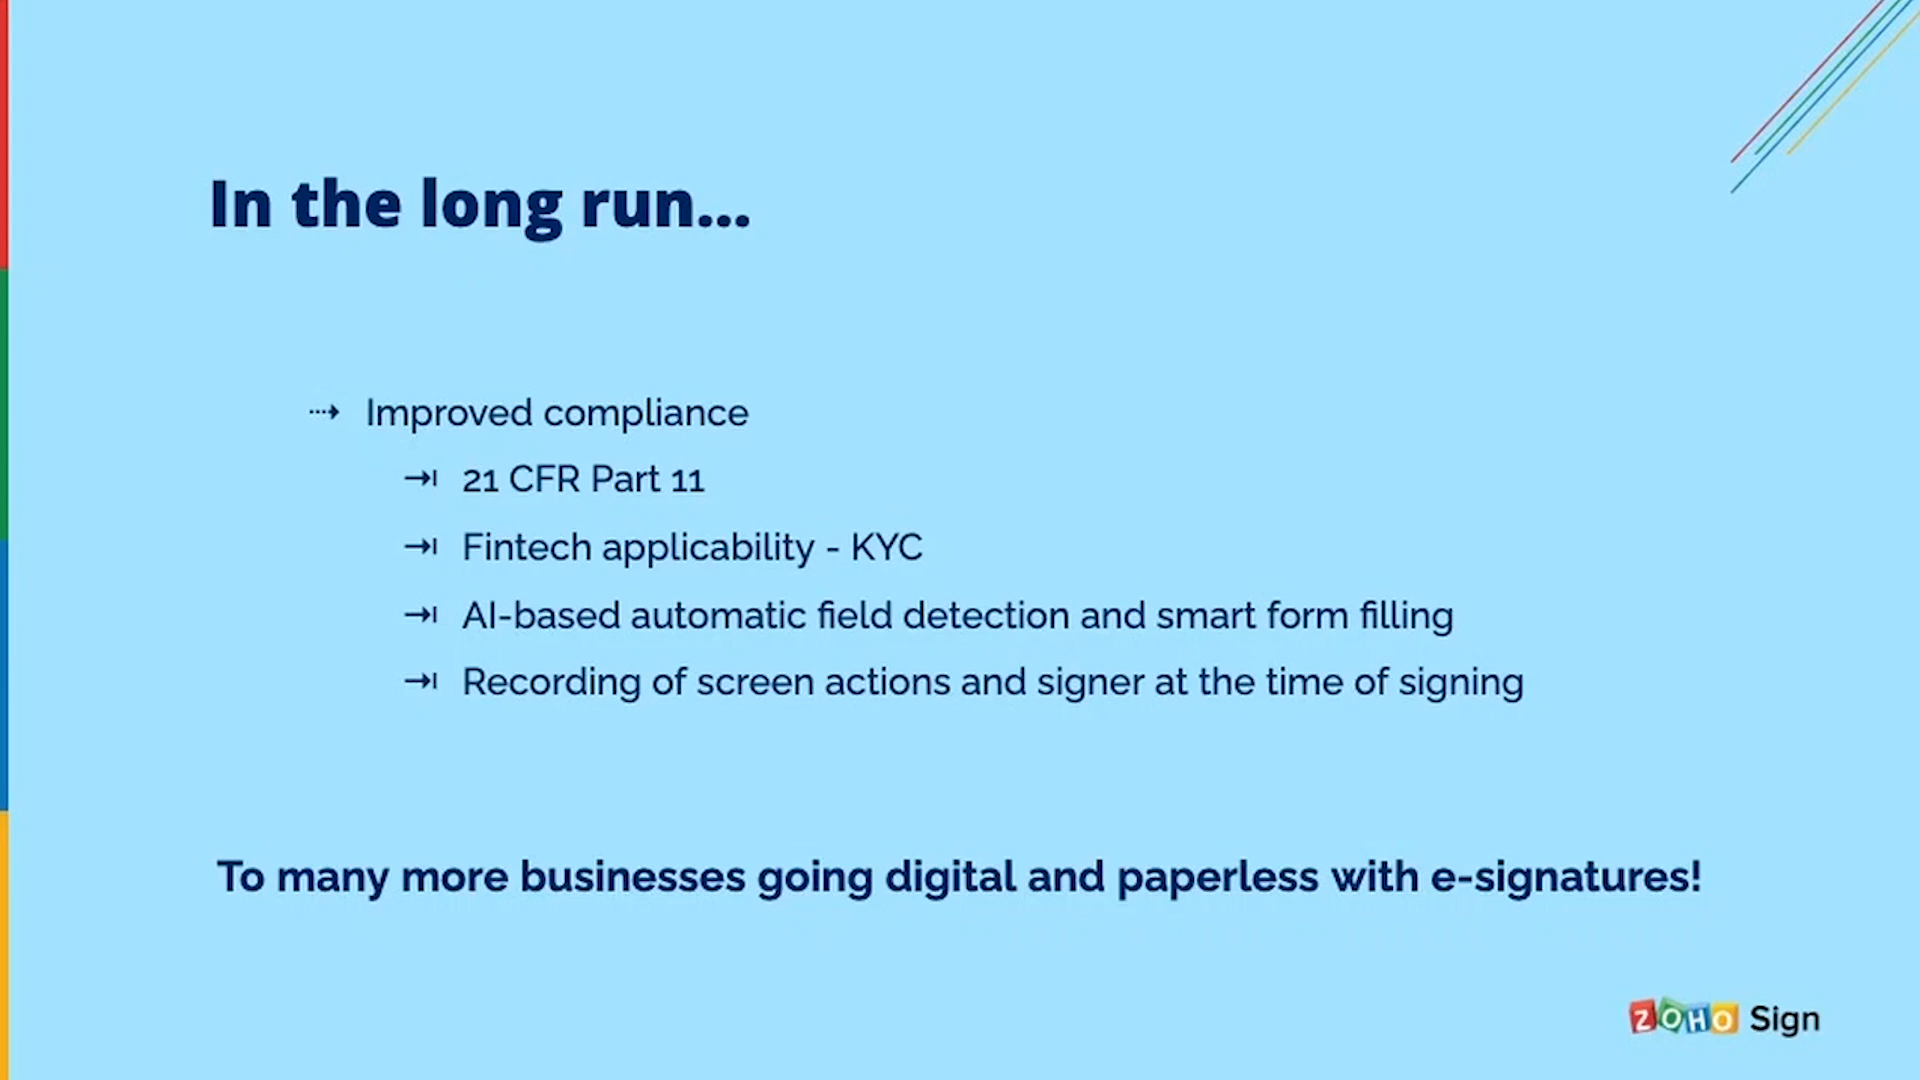 In the long run...
⤑ Improved compliance
⇥ 21 CFR Part 11
⇥ Fintech applicability - KYC
⇥ AI-based automatic field detection and smart form filling
⇥ Recording of screen actions and signer at the time of signing
To many more businesses going digital and paperless with e-signatures!
ZOHO Sign